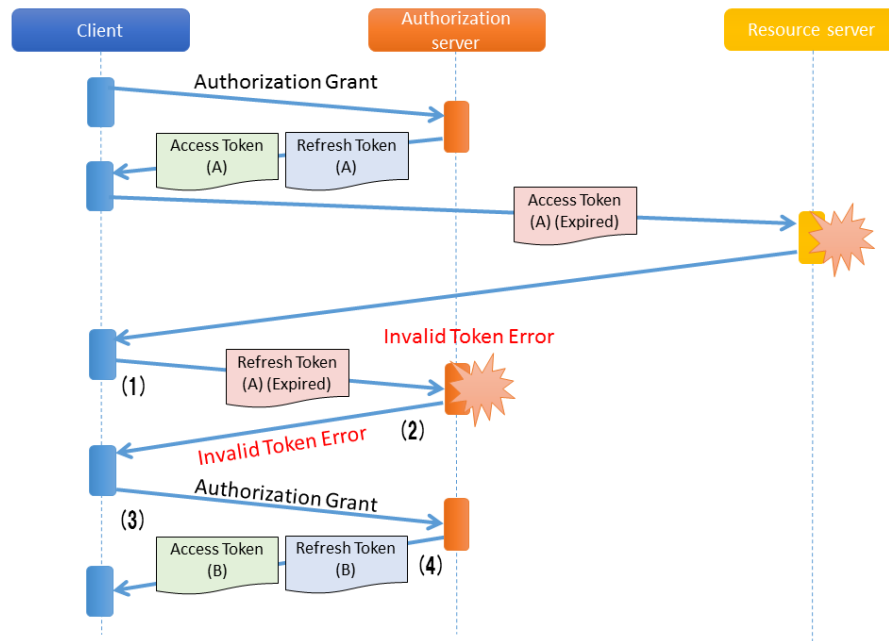 Client
Authorization
server
Resource server
Authorization Grant
Access Token
(A)
Refresh Token
(A)
Access Token
(A) (Expired)
Invalid Token Error
(1)
Refresh Token
(A) (Expired)
(2)
Invalid Token Error
(3)
Authorization Grant
Access Token
(B)
Refresh Token
(B)
(4)